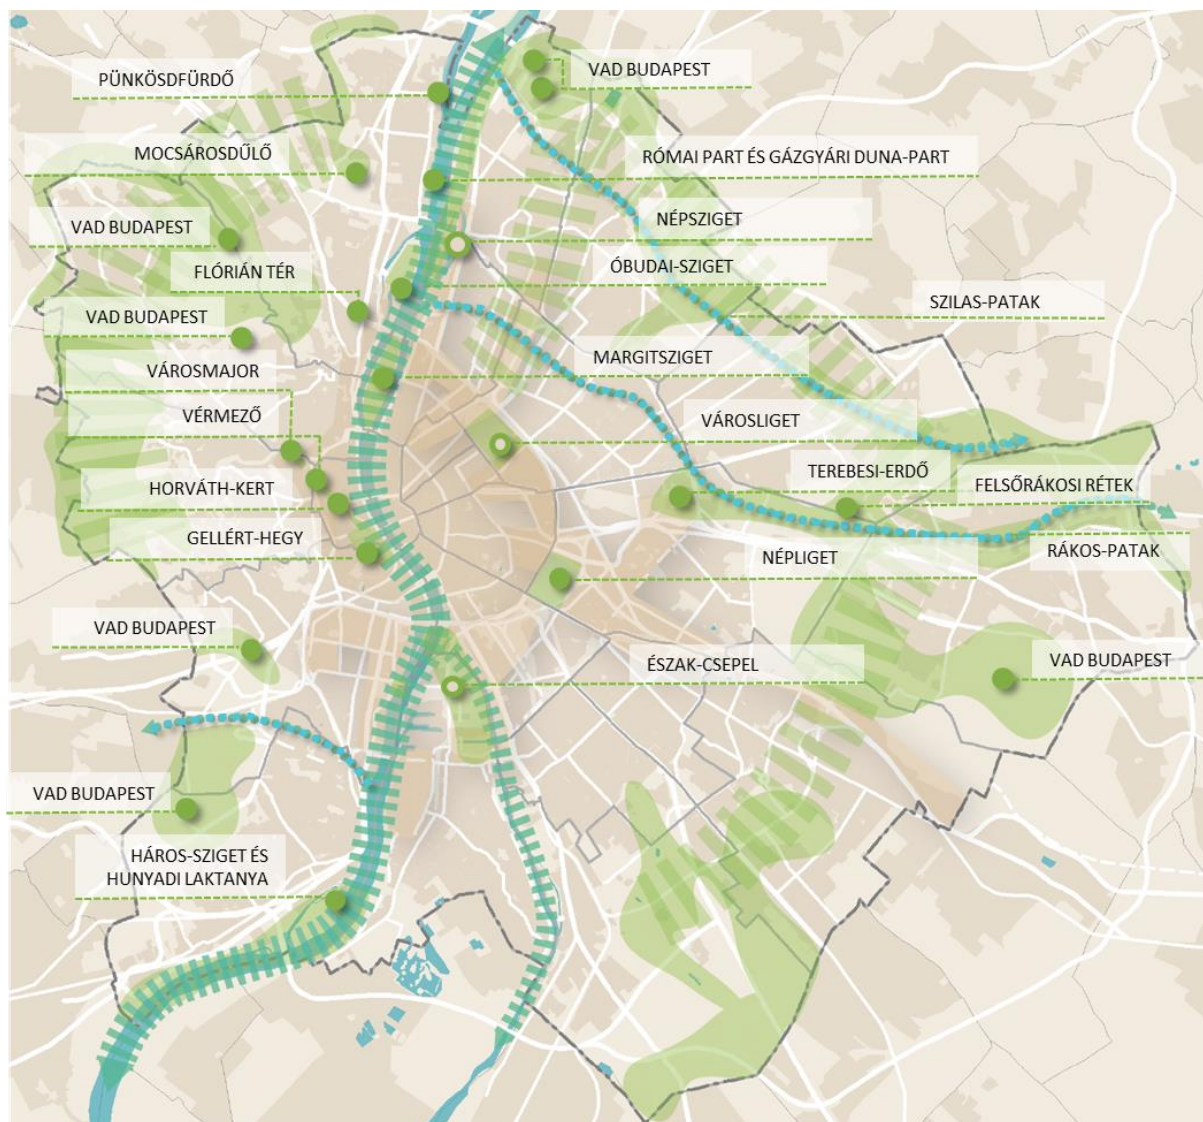 PÜNKÖSDFÜRDŐ
VAD BUDAPEST
MOCSÁROSDŰLŐ
RÓMAI PART ÉS GÁZGYÁRI DUNA-PART
VAD BUDAPEST
NÉPSZIGET
FLÓRIÁN TÉR
ÓBUDAI-SZIGET
SZILAS-PATAK
VAD BUDAPEST
MARGITSZIGET
VÁROSMAJOR
VÉRMEZŐ
VÁROSLIGET
TEREBESI-ERDŐ
HORVÁTH-KERT
FELSŐRÁKOSI RÉTEK
GELLÉRT-HEGY
NÉPLIGET
RÁKOS-PATAK
VAD BUDAPEST
ÉSZAK-CSEPEL
VAD BUDAPEST
VAD BUDAPEST
HÁROS-SZIGET ÉS
HUNYADI LAKTANYA